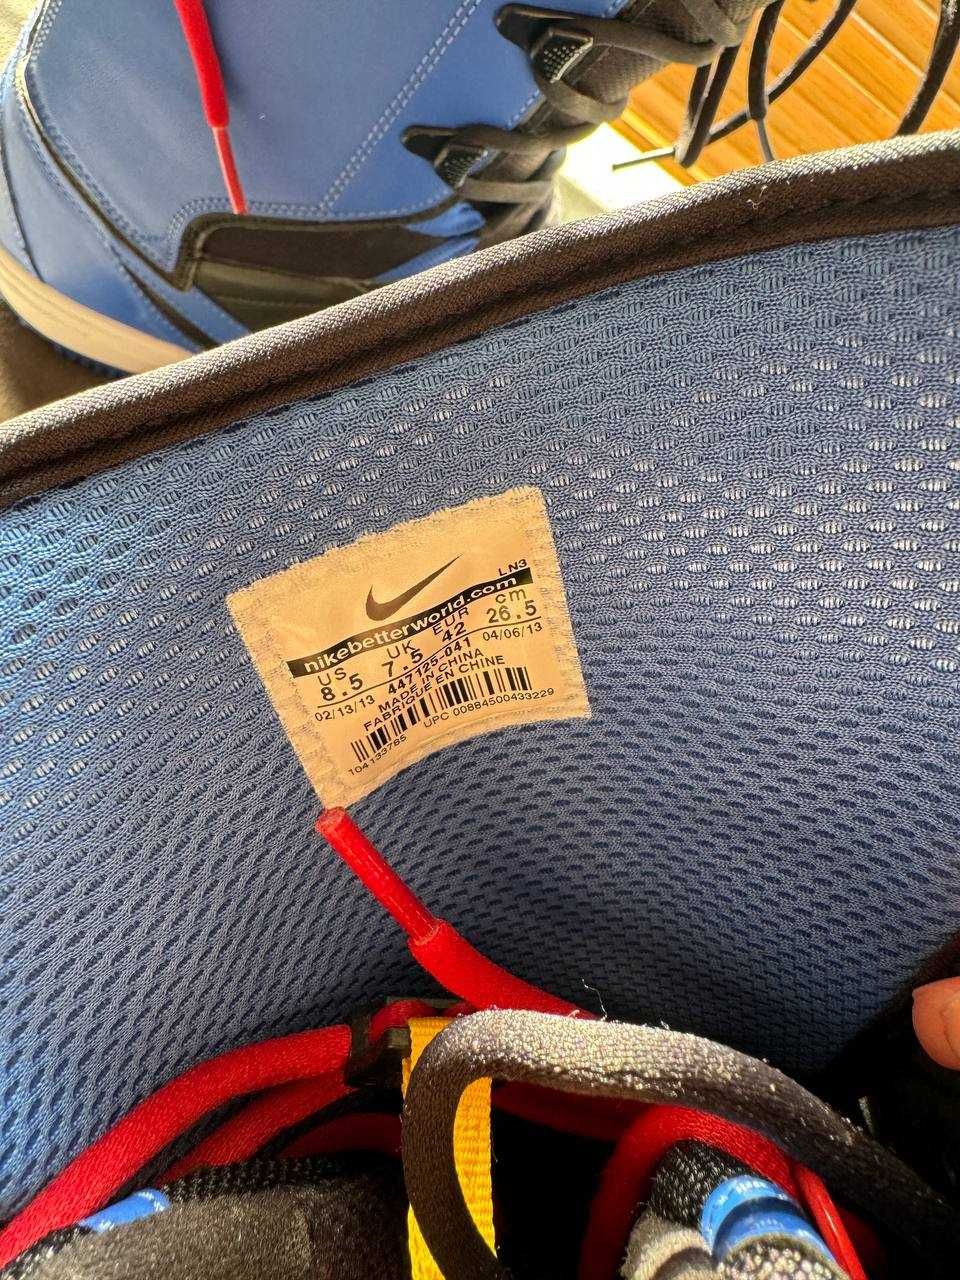 LN3
nikebetterworld.com
US UK EUR cm
8.5 7.5 42 26.5
02/13/13 447125-041 04/06/13
MADE IN CHINA
FABRIQUE EN CHINE
104133785 UPC 00884500433229